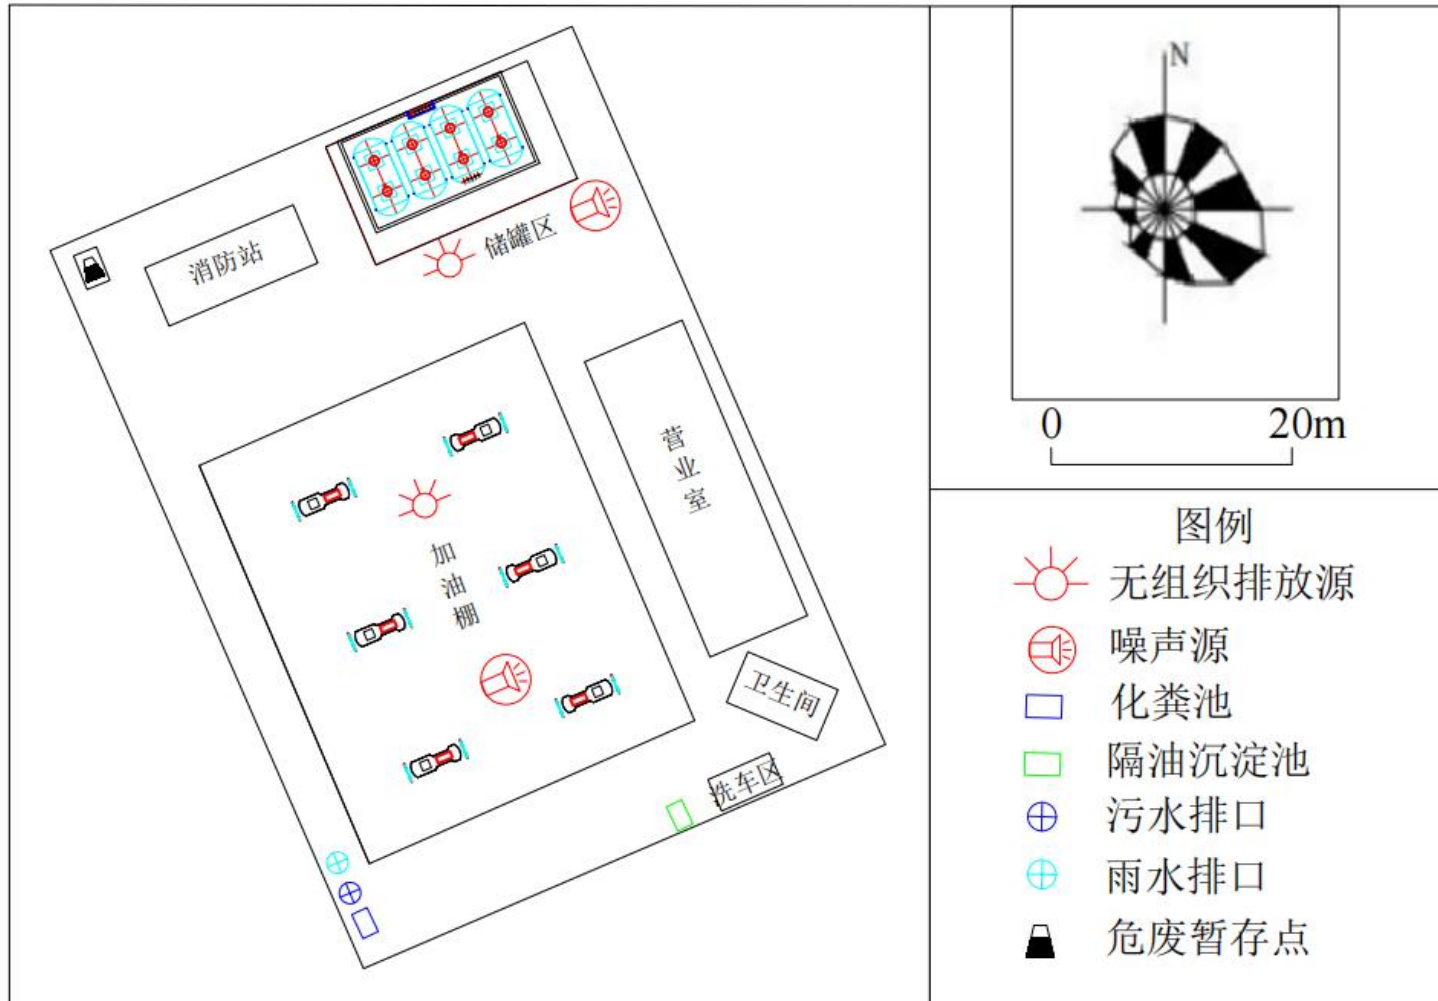 消防站
储罐区
营业室
加油棚
卫生间
洗车区
N
0 20m
图例
无组织排放源
噪声源
化粪池
隔油沉淀池
污水排口
雨水排口
危废暂存点